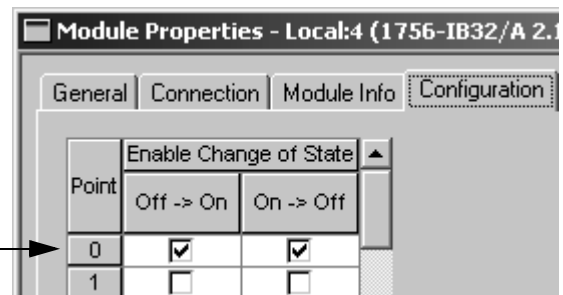 Module Properties - Local:4 (1756-IB32/A 2.1
General Connection Module Info Configuration
Point Enable Change of State
Off -> On On -> Off
0
1